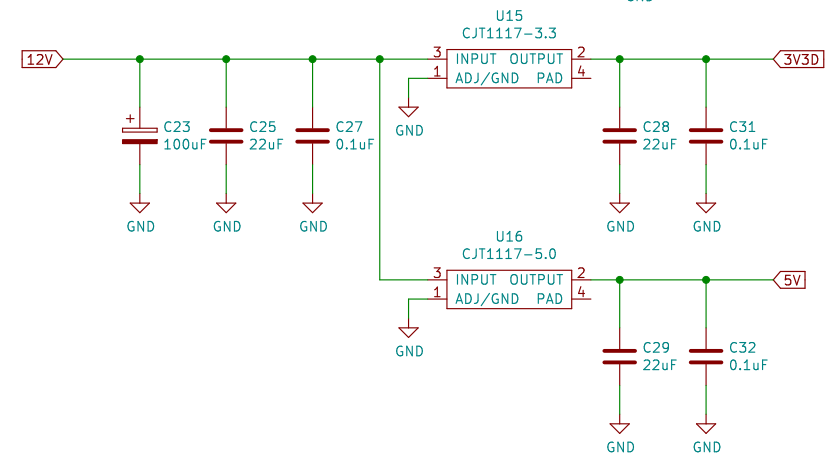 GND
U15
CJT1117-3.3
12V
3 INPUT OUTPUT 2
1 ADJ/GND PAD 4
3V3D
GND
+
C23
100uF
C25
22uF
C27
0.1uF
C28
22uF
C31
0.1uF
GND
GND
GND
GND
GND
U16
CJT1117-5.0
3 INPUT OUTPUT 2
1 ADJ/GND PAD 4
5V
GND
C29
22uF
C32
0.1uF
GND
GND